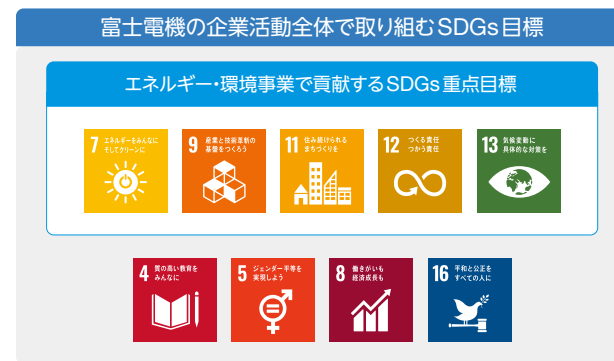 富士電機の企業活動全体で取り組むSDGs目標
エネルギー・環境事業で貢献するSDGs重点目標
7 エネルギーをみんなに
そしてクリーンに
9 産業と技術革新の
基盤をつくろう
11 住み続けられる
まちづくりを
12 つくる責任
つかう責任
13 気候変動に
具体的な対策を
4 質の高い教育を
みんなに
5 ジェンダー平等を
実現しよう
8 働きがいも
経済成長も
16 平和と公正を
すべての人に